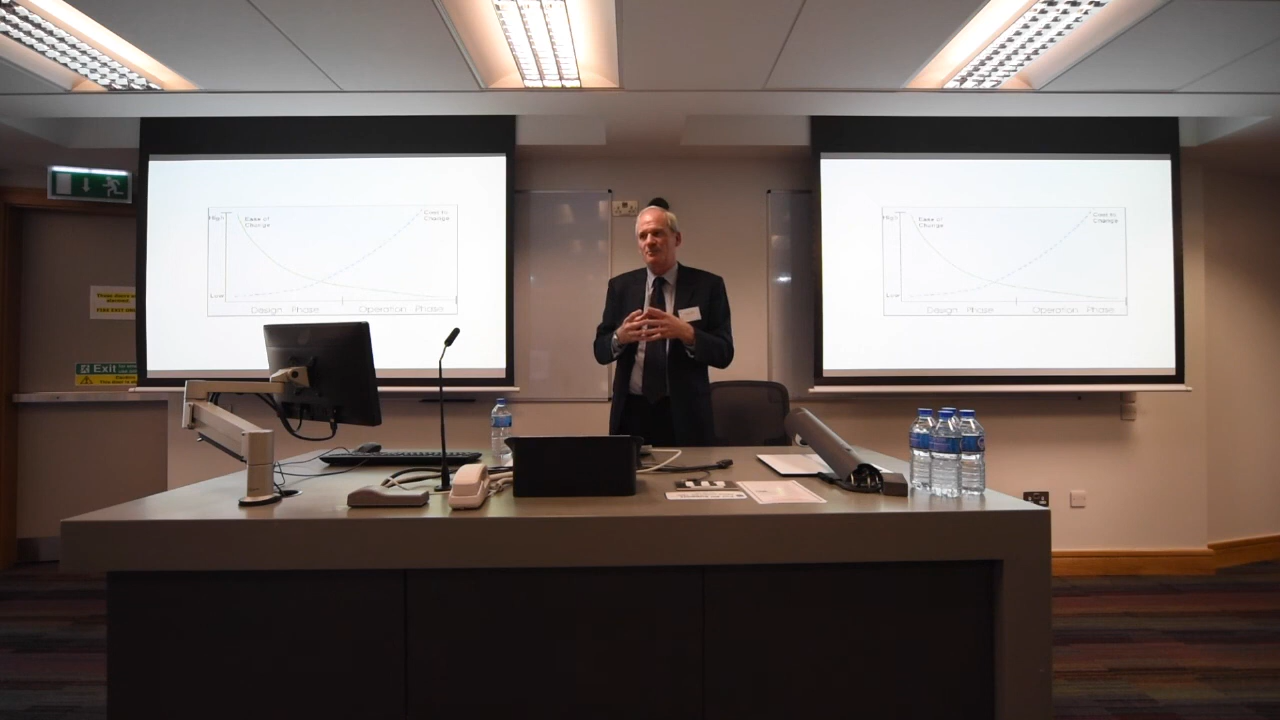 High
Ease of
Change
Cost to
Change
Low
Design Phase
Operation Phase
High
Ease of
Change
Cost to
Change
Low
Design Phase
Operation Phase
Exit